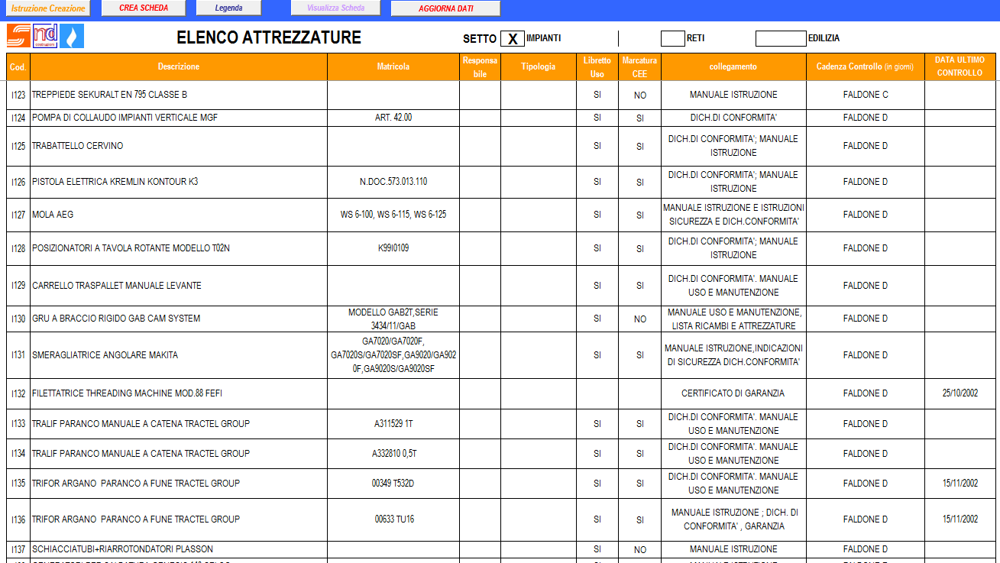 Istruzione Creazione CREA SCHEDA Legenda Visualizza Scheda AGGIORNA DATI
nd
costruzioni
ELENCO ATTREZZATURE SETTO X IMPIANTI RETI EDILIZIA
Cod. Descrizione Matricola Responsa bile Tipologia Libretto Uso Marcatura CEE collegamento Cadenza Controllo (in giorni) DATA ULTIMO CONTROLLO
I123 TREPPIEDE SEKURALT EN 795 CLASSE B SI NO MANUALE ISTRUZIONE FALDONE C
I124 POMPA DI COLLAUDO IMPIANTI VERTICALE MGF ART. 42.00 SI SI DICH.DI CONFORMITA' FALDONE D
I125 TRABATTELLO CERVINO SI SI DICH.DI CONFORMITA'; MANUALE ISTRUZIONE FALDONE D
I126 PISTOLA ELETTRICA KREMLIN KONTOUR K3 N.DOC.573.013.110 SI SI DICH.DI CONFORMITA'; MANUALE ISTRUZIONE FALDONE D
I127 MOLA AEG WS 6-100, WS 6-115, WS 6-125 SI SI MANUALE ISTRUZIONE E ISTRUZIONI SICUREZZA E DICH.CONFORMITA' FALDONE D
I128 POSIZIONATORI A TAVOLA ROTANTE MODELLO T02N K99I0109 SI SI DICH.DI CONFORMITA'; MANUALE ISTRUZIONE FALDONE D
I129 CARRELLO TRASPALLET MANUALE LEVANTE SI SI DICH.DI CONFORMITA'. MANUALE USO E MANUTENZIONE FALDONE D
I130 GRU A BRACCIO RIGIDO GAB CAM SYSTEM MODELLO GAB2T,SERIE 3434/11/GAB SI NO MANUALE USO E MANUTENZIONE, LISTA RICAMBI E ATTREZZATURE FALDONE D
I131 SMERAGLIATRICE ANGOLARE MAKITA GA7020/GA7020F, GA7020S/GA7020SF,GA9020/GA902 0F,GA9020S/GA9020SF SI SI MANUALE ISTRUZIONE,INDICAZIONI DI SICUREZZA DICH.CONFORMITA' FALDONE D
I132 FILETTATRICE THREADING MACHINE MOD.88 FEFI CERTIFICATO DI GARANZIA FALDONE D 25/10/2002
I133 TRALIF PARANCO MANUALE A CATENA TRACTEL GROUP A311529 1T SI SI DICH.DI CONFORMITA'. MANUALE USO E MANUTENZIONE FALDONE D
I134 TRALIF PARANCO MANUALE A CATENA TRACTEL GROUP A332810 0,5T SI SI DICH.DI CONFORMITA'. MANUALE USO E MANUTENZIONE FALDONE D
I135 TRIFOR ARGANO PARANCO A FUNE TRACTEL GROUP 00349 T532D SI SI DICH.DI CONFORMITA'. MANUALE USO E MANUTENZIONE FALDONE D 15/11/2002
I136 TRIFOR ARGANO PARANCO A FUNE TRACTEL GROUP 00633 TU16 SI SI MANUALE ISTRUZIONE ; DICH. DI CONFORMITA' , GARANZIA FALDONE D 15/11/2002
I137 SCHIACCIATUBI+RIARROTONDATORI PLASSON SI NO MANUALE ISTRUZIONE FALDONE D